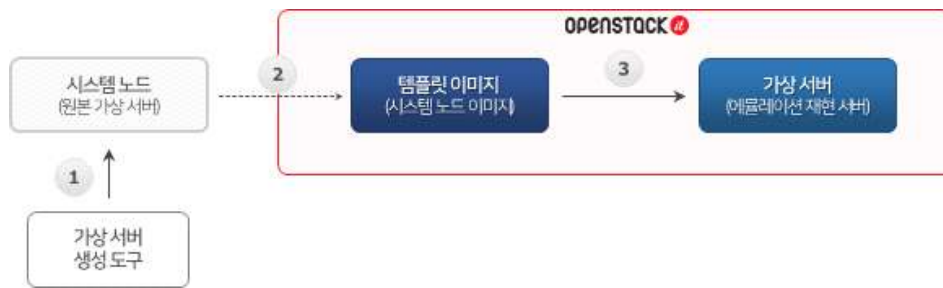 openstack it
시스템 노드
(원본 가상 서버)
2
템플릿 이미지
(시스템 노드 이미지)
3
가상 서버
(에뮬레이션 재현 서버)
1
가상 서버
생성 도구